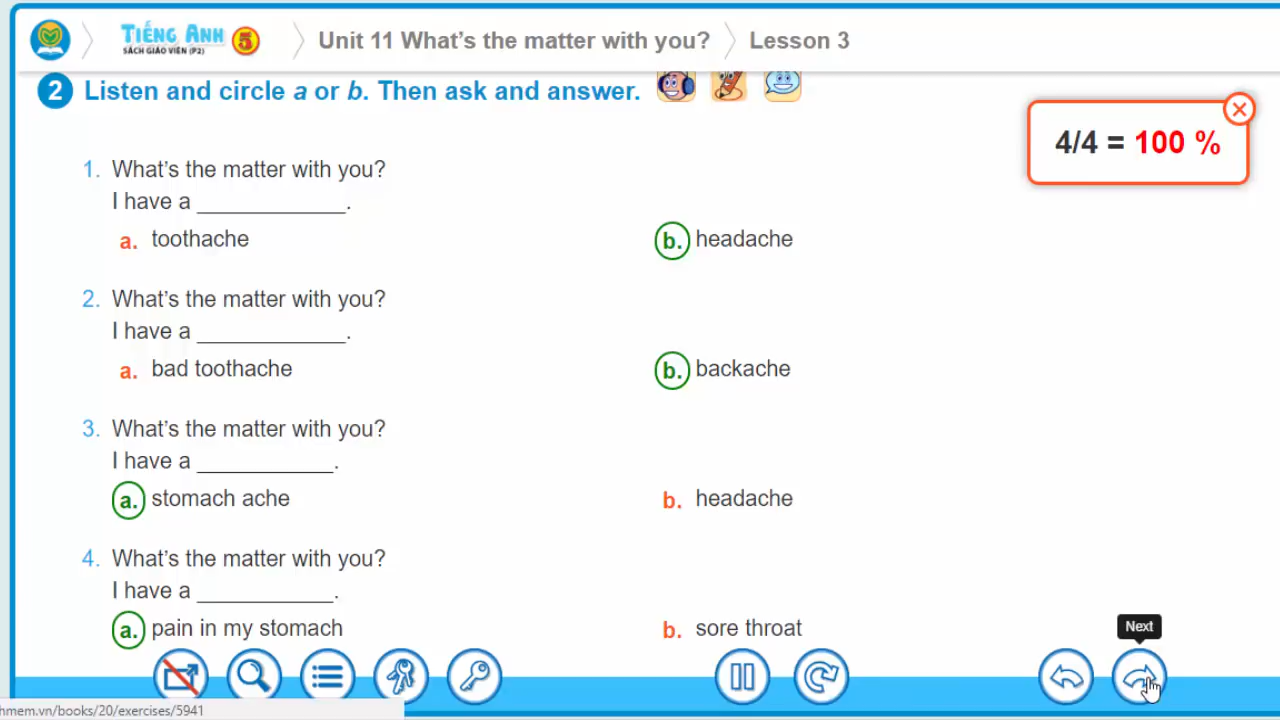 TIẾNG ANH 5
SÁCH GIÁO VIÊN (P2)
Unit 11 What's the matter with you?
Lesson 3
2 Listen and circle a or b. Then ask and answer.
4/4 = 100 %
1. What's the matter with you?
I have a ____________.
a. toothache
b. headache
2. What's the matter with you?
I have a ____________.
a. bad toothache
b. backache
3. What's the matter with you?
I have a ___________.
a. stomach ache
b. headache
4. What's the matter with you?
I have a ___________.
a. pain in my stomach
b. sore throat
Next
hmem.vn/books/20/exercises/5941